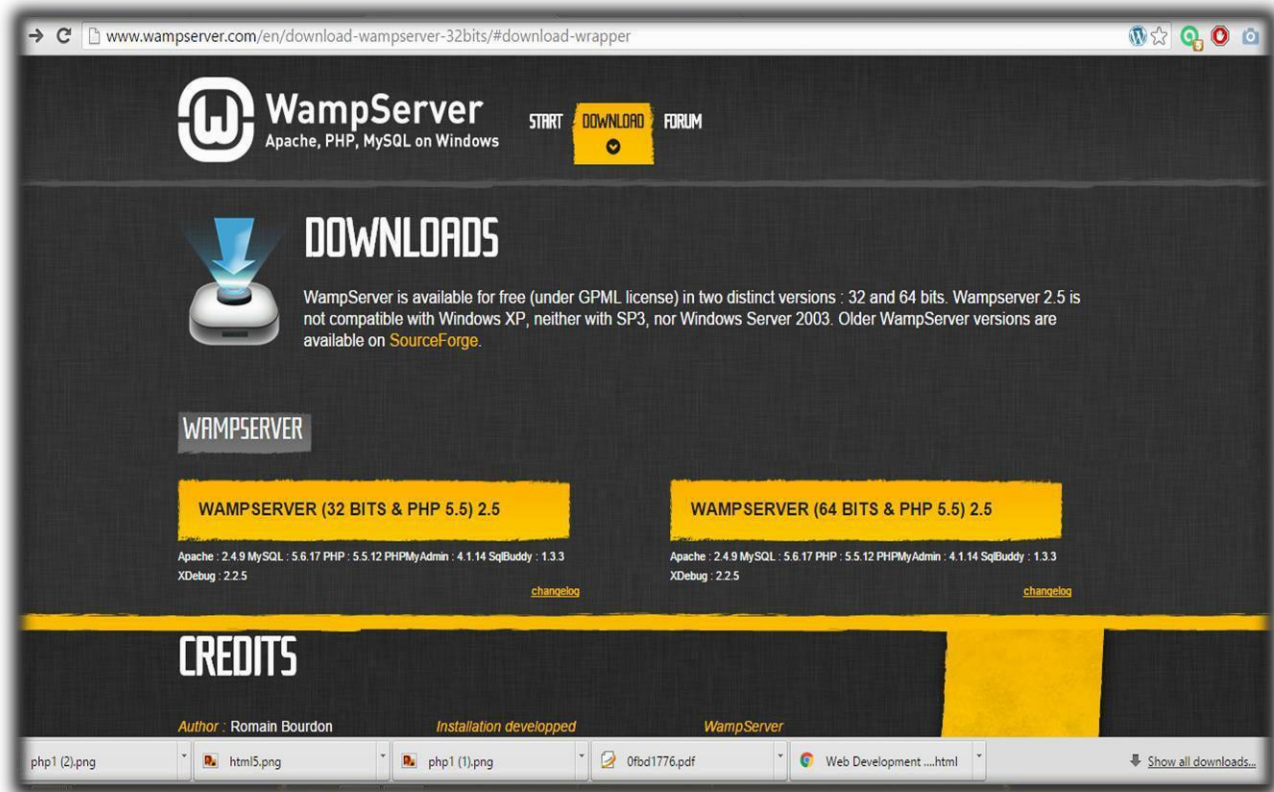 www.wampserver.com/en/download-wampserver-32bits/#download-wrapper
WampServer
Apache, PHP, MySQL on Windows
START DOWNLOAD FORUM
DOWNLOADS
WampServer is available for free (under GPML license) in two distinct versions : 32 and 64 bits. Wampserver 2.5 is
not compatible with Windows XP, neither with SP3, nor Windows Server 2003. Older WampServer versions are
available on SourceForge.
WAMPSERVER
WAMPSERVER (32 BITS & PHP 5.5) 2.5
Apache : 2.4.9 MySQL : 5.6.17 PHP : 5.5.12 PHPMyAdmin : 4.1.14 SqlBuddy : 1.3.3
XDebug : 2.2.5
changelog
WAMPSERVER (64 BITS & PHP 5.5) 2.5
Apache : 2.4.9 MySQL : 5.6.17 PHP : 5.5.12 PHPMyAdmin : 4.1.14 SqlBuddy : 1.3.3
XDebug : 2.2.5
changelog
CREDITS
Author : Romain Bourdon
Installation developped
WampServer
php1 (2).png
html5.png
php1 (1).png
0fbd1776.pdf
Web Development ....html
Show all downloads...